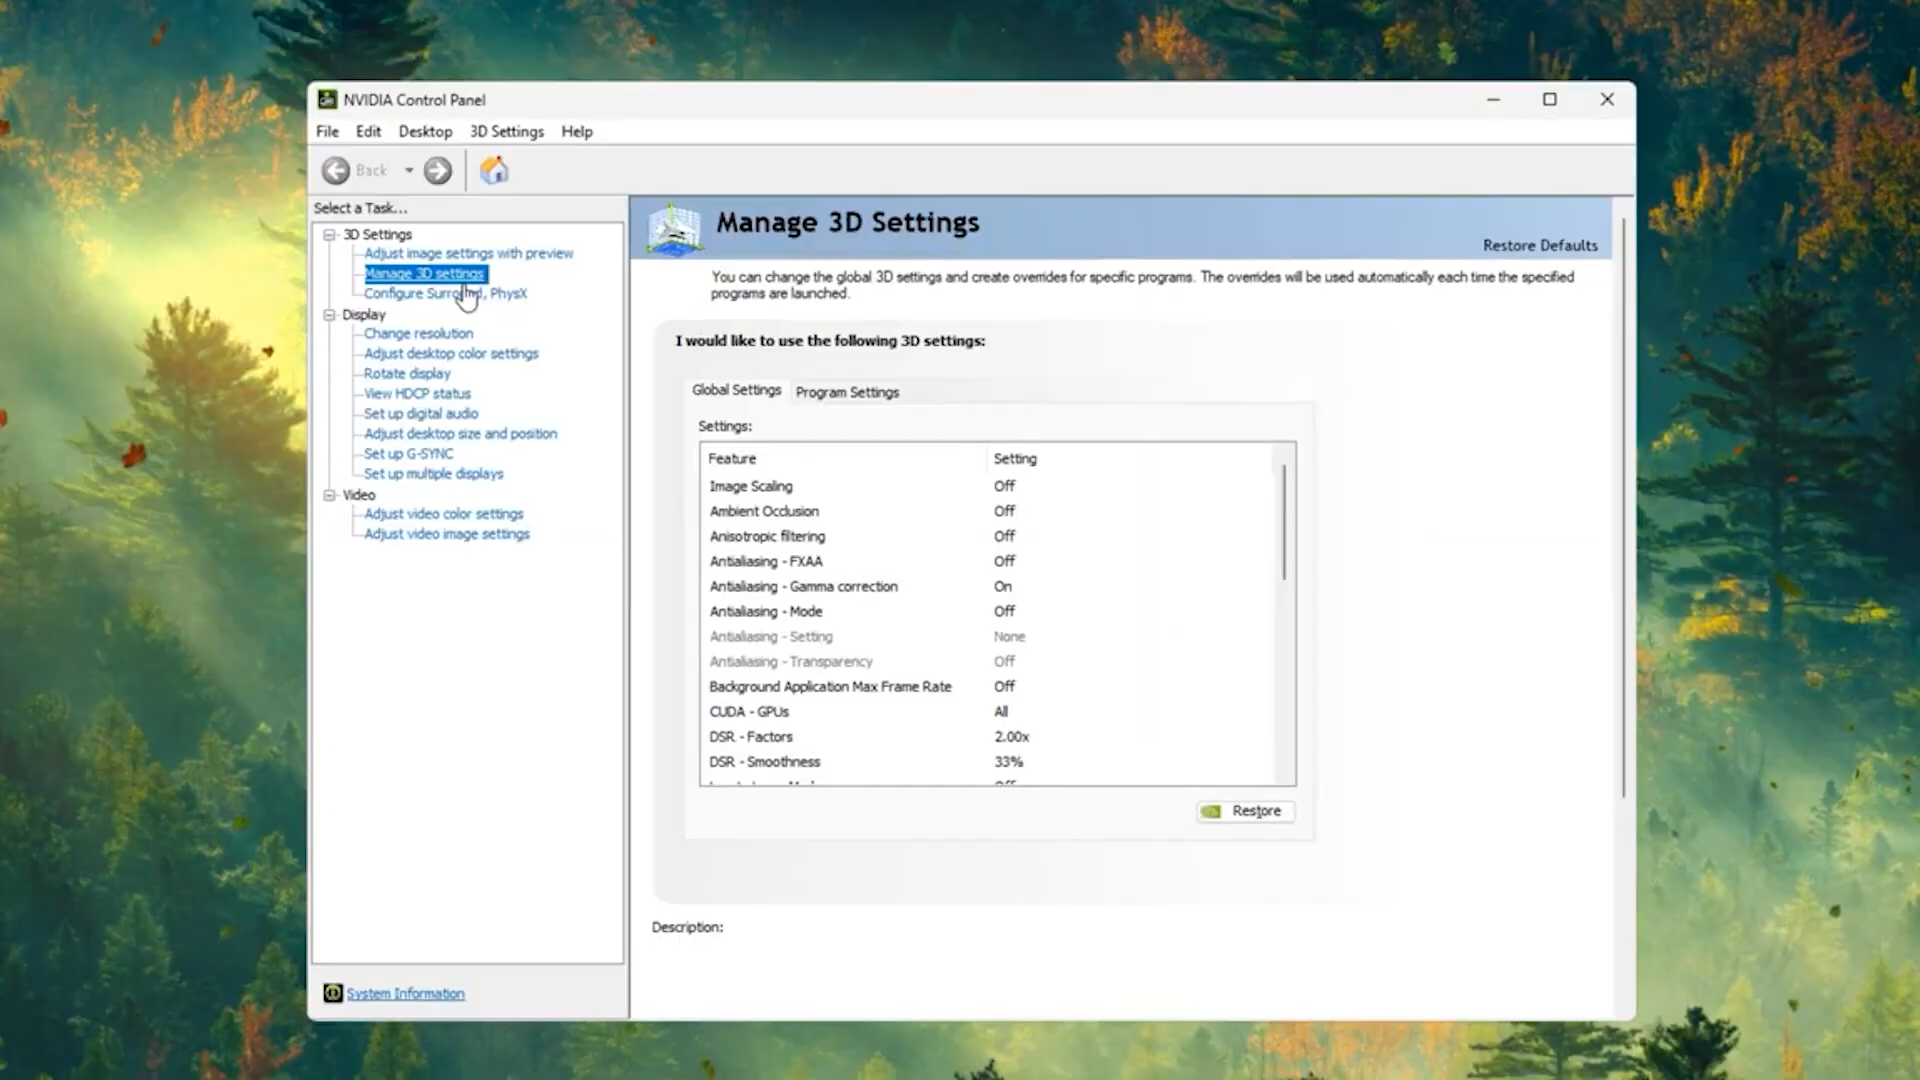 NVIDIA Control Panel
File Edit Desktop 3D Settings Help
Back
Select a Task...
3D Settings
Adjust image settings with preview
Manage 3D settings
Configure Surround, PhysX
Display
Change resolution
Adjust desktop color settings
Rotate display
View HDCP status
Set up digital audio
Adjust desktop size and position
Set up G-SYNC
Set up multiple displays
Video
Adjust video color settings
Adjust video image settings
System Information
Manage 3D Settings
Restore Defaults
You can change the global 3D settings and create overrides for specific programs. The overrides will be used automatically each time the specified
programs are launched.
I would like to use the following 3D settings:
Global Settings Program Settings
Settings:
Feature Setting
Image Scaling Off
Ambient Occlusion Off
Anisotropic filtering Off
Antialiasing - FXAA Off
Antialiasing - Gamma correction On
Antialiasing - Mode Off
Antialiasing - Setting None
Antialiasing - Transparency Off
Background Application Max Frame Rate Off
CUDA - GPUs All
DSR - Factors 2.00x
DSR - Smoothness 33%
Restore
Description: